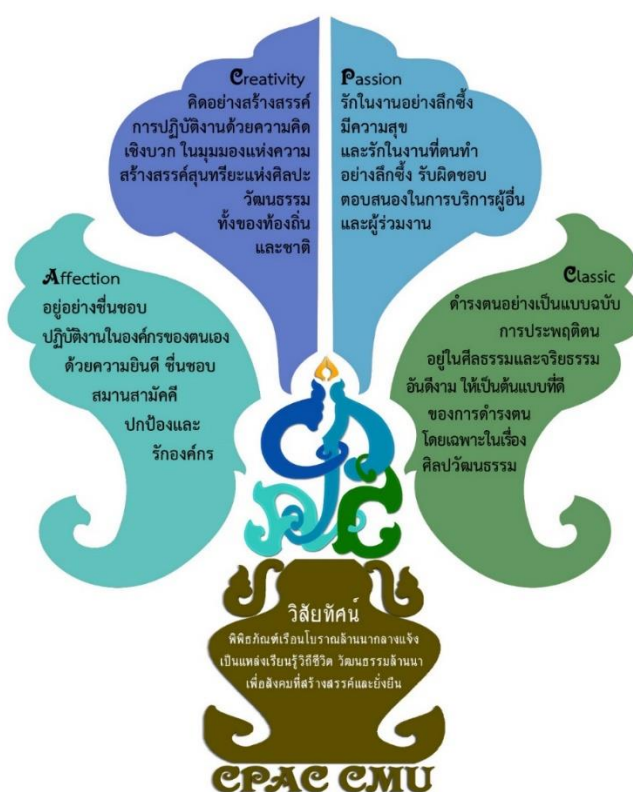 Creativity
คิดอย่างสร้างสรรค์
การปฏิบัติงานด้วยความคิด
เชิงบวก ในมุมมองแห่งความ
สร้างสรรค์สุนทรียะแห่งศิลปะ
วัฒนธรรม
ทั้งของท้องถิ่น
และชาติ
Passion
รักในงานอย่างลึกซึ้ง
มีความสุข
และรักในงานที่ตนทำ
อย่างลึกซึ้ง รับผิดชอบ
ตอบสนองในการบริการผู้อื่น
และผู้ร่วมงาน
Affection
อยู่อย่างชื่นชอบ
ปฏิบัติงานในองค์กรของตนเอง
ด้วยความยินดี ชื่นชอบ
สมานสามัคคี
ปกป้องและ
รักองค์กร
Classic
ดำรงตนอย่างเป็นแบบฉบับ
การประพฤติตน
อยู่ในศีลธรรมและจริยธรรม
อันดีงาม ให้เป็นต้นแบบที่ดี
ของการดำรงตน
โดยเฉพาะในเรื่อง
ศิลปวัฒนธรรม
วิสัยทัศน์
พิพิธภัณฑ์เรือนโบราณล้านนากลางแจ้ง
เป็นแหล่งเรียนรู้วิถีชีวิต วัฒนธรรมล้านนา
เพื่อสังคมที่สร้างสรรค์และยั่งยืน
CPAC CMU